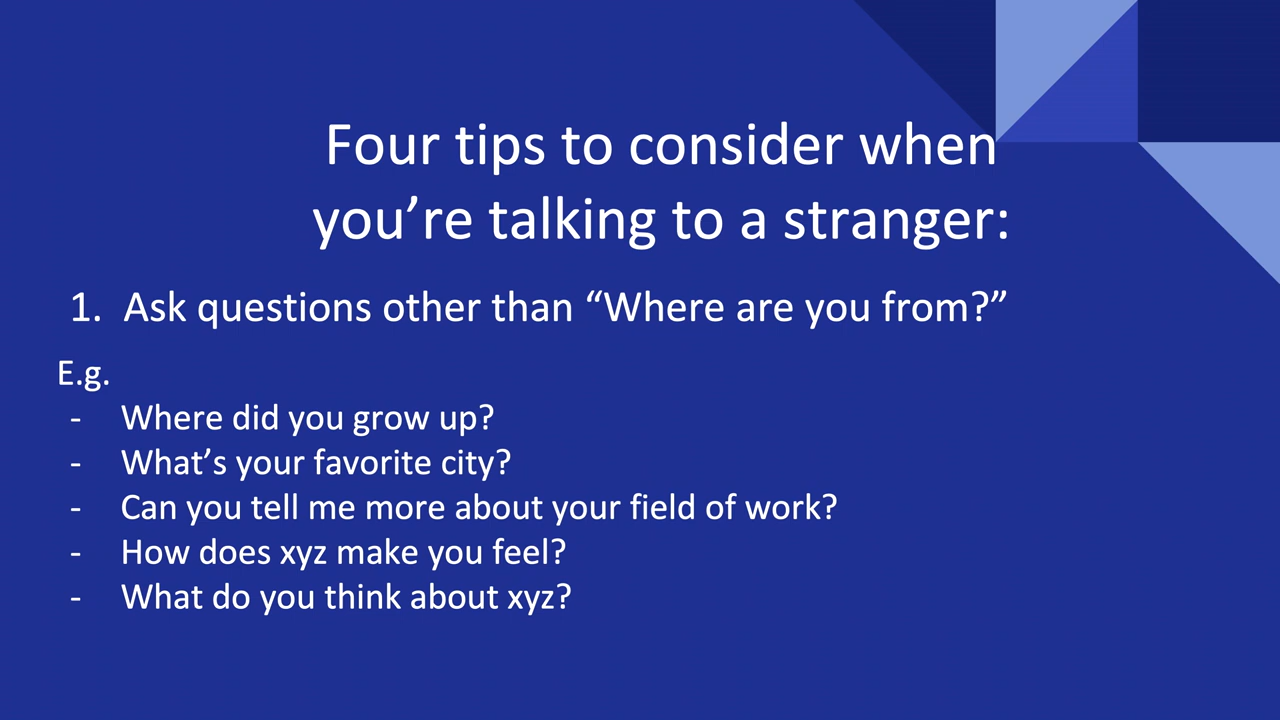 Four tips to consider when
you’re talking to a stranger:
1. Ask questions other than “Where are you from?”
E.g.
- Where did you grow up?
- What’s your favorite city?
- Can you tell me more about your field of work?
- How does xyz make you feel?
- What do you think about xyz?